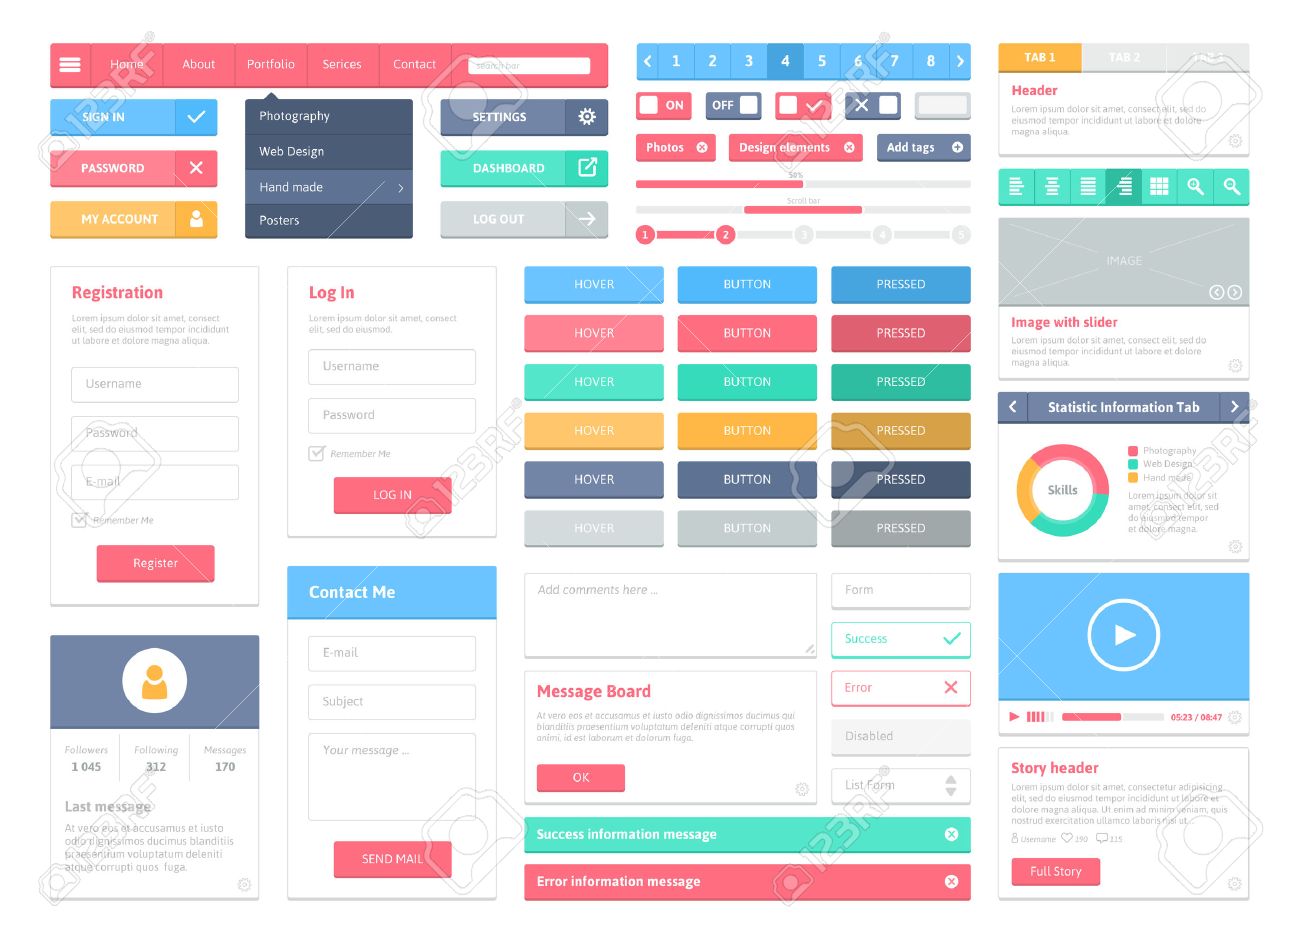 Home About Portfolio Serices Contact search bar
SIGN IN
PASSWORD
MY ACCOUNT
Photography
Web Design
Hand made
Posters
SETTINGS
DASHBOARD
LOG OUT
1 2 3 4 5 6 7 8
ON OFF
Photos Design elements Add tags
50%
Scroll bar
1 2 3 4 5
TAB 1 TAB 2 TAB 3
Header
Lorem ipsum dolor sit amet,
consectetur adipisicing elit, sed do
eiusmod tempor incididunt magna
aliqua.
IMAGE
Image with slider
Lorem ipsum dolor sit amet,
consectetur adipisicing elit, sed do
eiusmod tempor incididunt magna
aliqua.
Statistic Information Tab
Skills
Photography
Web Design
Hand made
Lorem ipsum dolor
sit amet, consectetur
adipisicing elit, sed
do eiusmod tempor
et dolore magna.
05:23 / 08:47
Story header
Lorem ipsum dolor sit amet, consectetur adipisicing
elit, sed do eiusmod tempor incididunt ut labore et
dolore magna aliqua. Ut enim ad minim veniam, quis
nostrud exercitation ullamco laboris nisi ut...
Username 190 115
Full Story
Registration
Lorem ipsum dolor sit amet, consectet
elit, sed do eiusmod tempor incididunt
ut labore et dolore magna aliqua.
Username
Password
E-mail
Remember Me
Register
Log In
Lorem ipsum dolor sit amet, consectet
elit, sed do eiusmod.
Username
Password
Remember Me
LOG IN
HOVER BUTTON PRESSED
HOVER BUTTON PRESSED
HOVER BUTTON PRESSED
HOVER BUTTON PRESSED
HOVER BUTTON PRESSED
HOVER BUTTON PRESSED
Followers Following Messages
1 045 312 170
Last message
At vero eos et accusamus et iusto
odio dignissimos ducimus blanditiis
praesentium voluptatum deleniti
atque corrupti quos fuga.
Contact Me
E-mail
Subject
Your message ...
SEND MAIL
Add comments here ...
Message Board
At vero eos et accusamus et iusto odio dignissimos ducimus qui
blanditiis praesentium voluptatum deleniti atque corrupti quos
animi, id est laborum et dolorum fuga.
OK
Form
Success
Error
Disabled
List Form
Success information message
Error information message
123RF